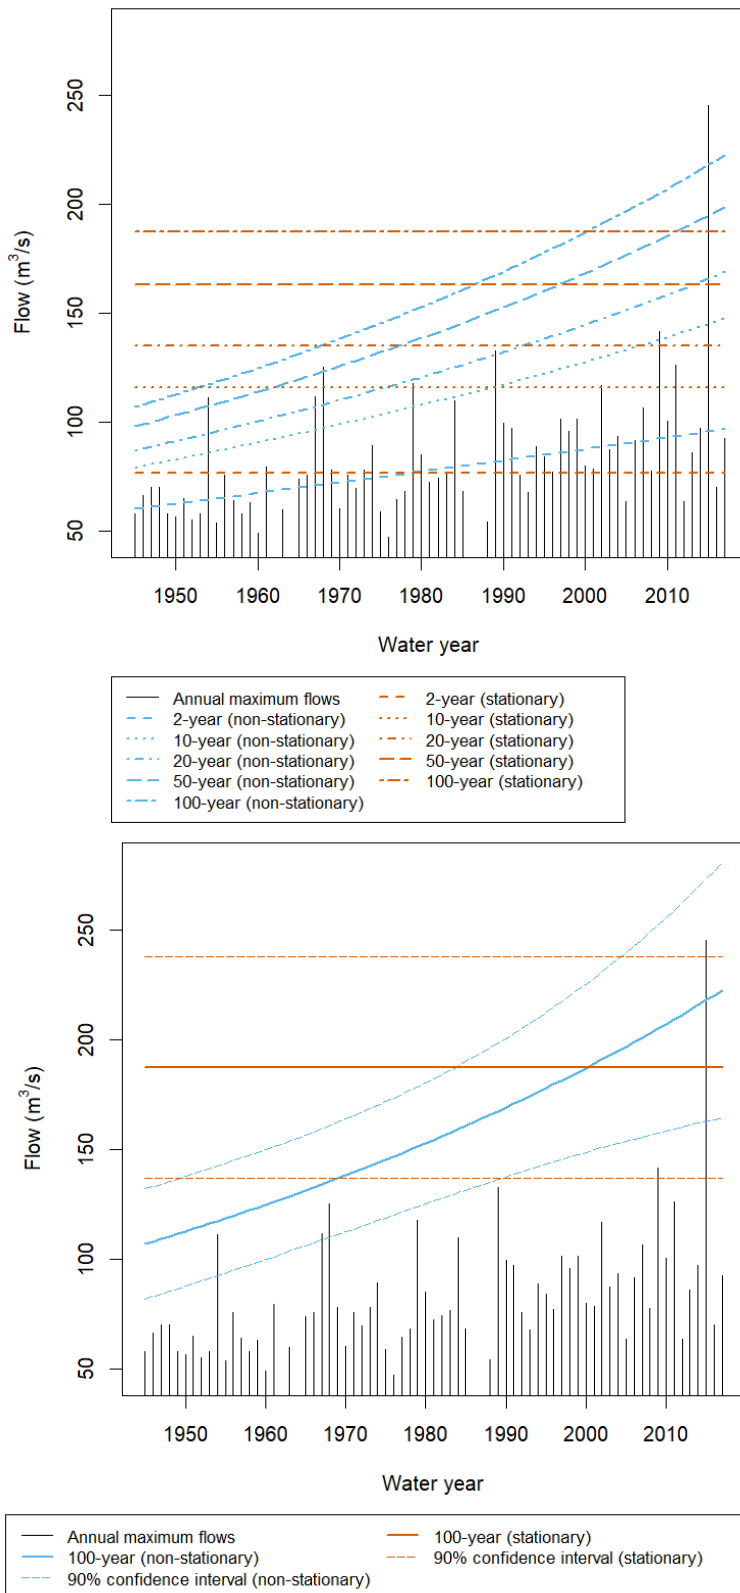 250
200
150
100
50
Flow (m³/s)
1950 1960 1970 1980 1990 2000 2010
Water year
Annual maximum flows 2-year (stationary)
2-year (non-stationary) 10-year (stationary)
10-year (non-stationary) 20-year (stationary)
20-year (non-stationary) 50-year (stationary)
50-year (non-stationary) 100-year (stationary)
100-year (non-stationary)
250
200
150
100
50
Flow (m³/s)
1950 1960 1970 1980 1990 2000 2010
Water year
Annual maximum flows 100-year (stationary)
100-year (non-stationary) 90% confidence interval (stationary)
90% confidence interval (non-stationary)